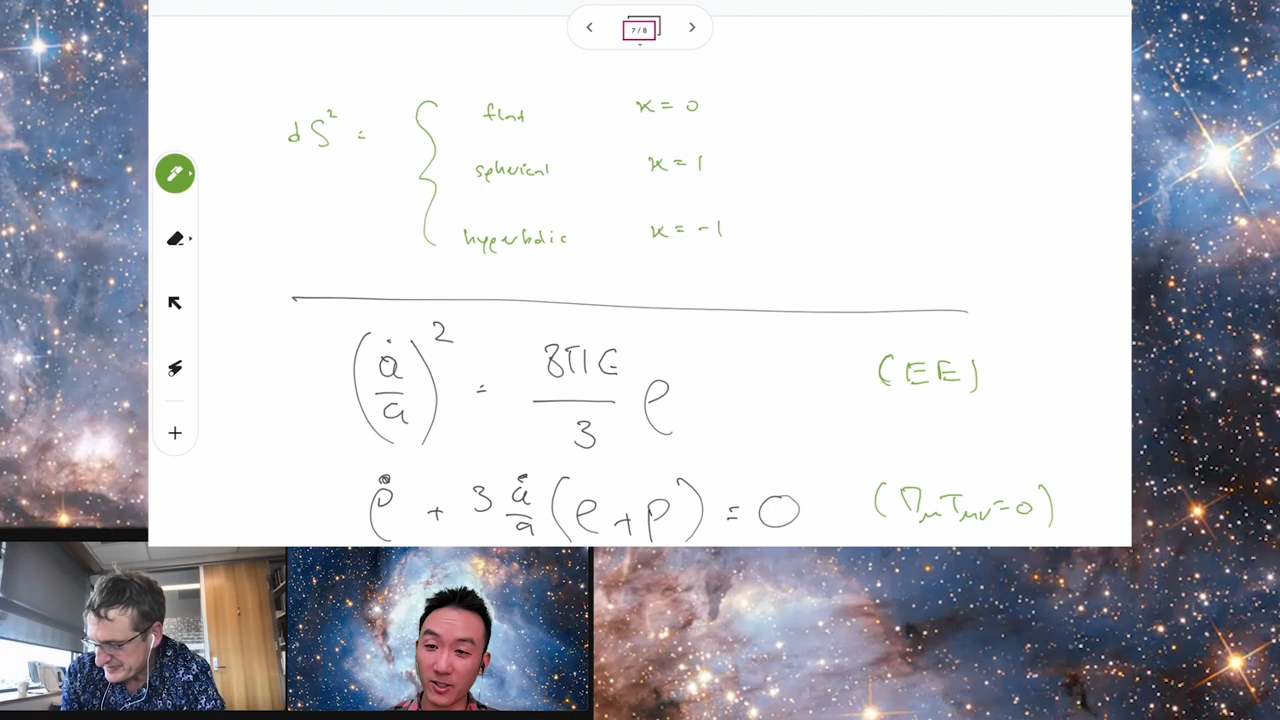 7 / 8
dS² = { flat κ = 0
spherical κ = 1
hyperbolic κ = -1
(ȧ/a)² = 8πG/3 ρ (EE)
ρ̇ + 3 ȧ/a (ρ + p) = 0 (∇μTμν = 0)